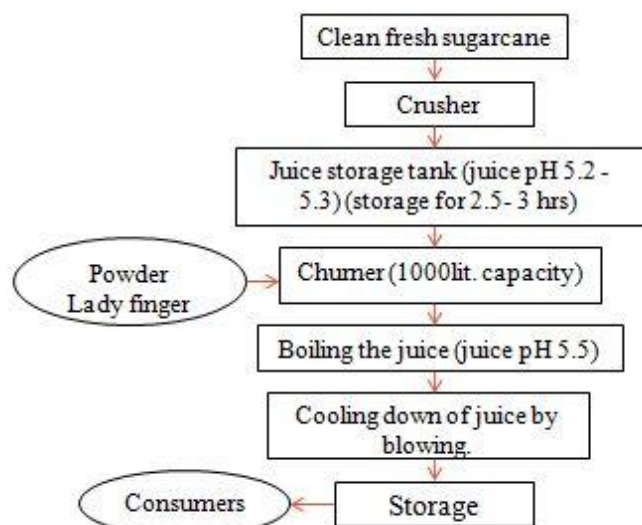 Clean fresh sugarcane
Crusher
Juice storage tank (juice pH 5.2 -
5.3) (storage for 2.5- 3 hrs)
Powder
Lady finger
Churner (1000lit. capacity)
Boiling the juice (juice pH 5.5)
Cooling down of juice by
blowing.
Consumers
Storage